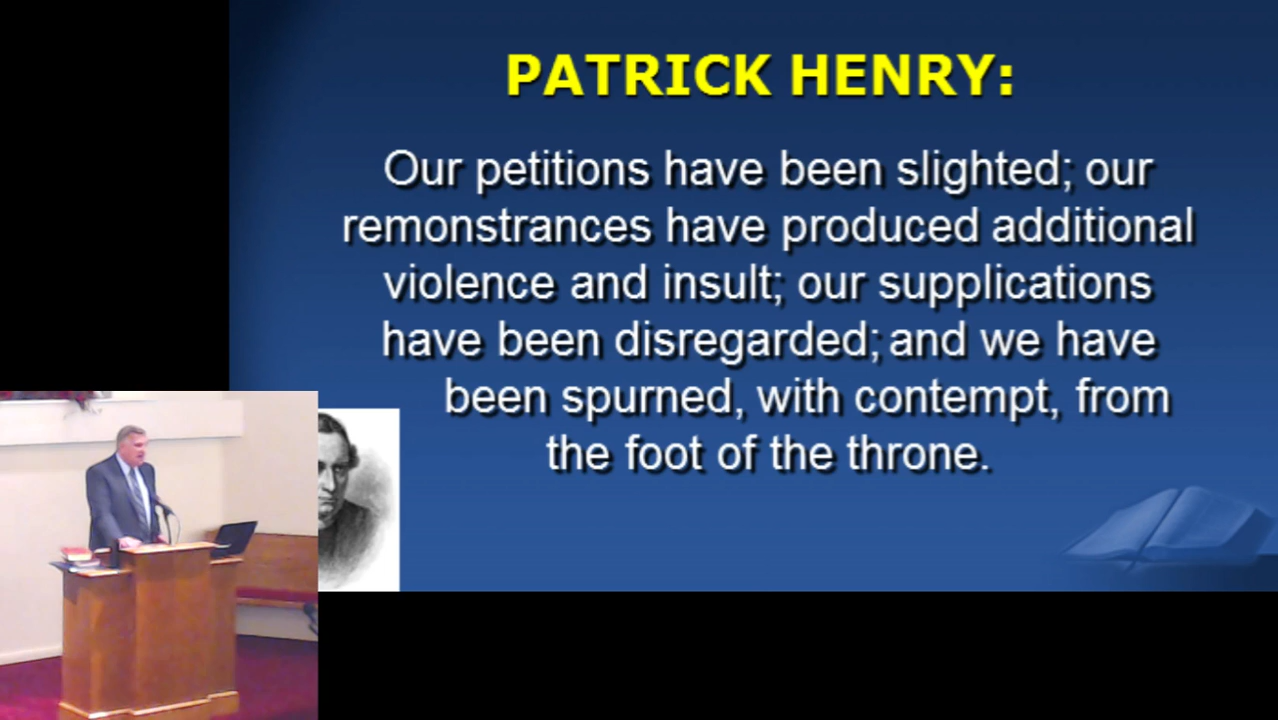 PATRICK HENRY:
Our petitions have been slighted; our
remonstrances have produced additional
violence and insult; our supplications
have been disregarded; and we have
been spurned, with contempt, from
the foot of the throne.